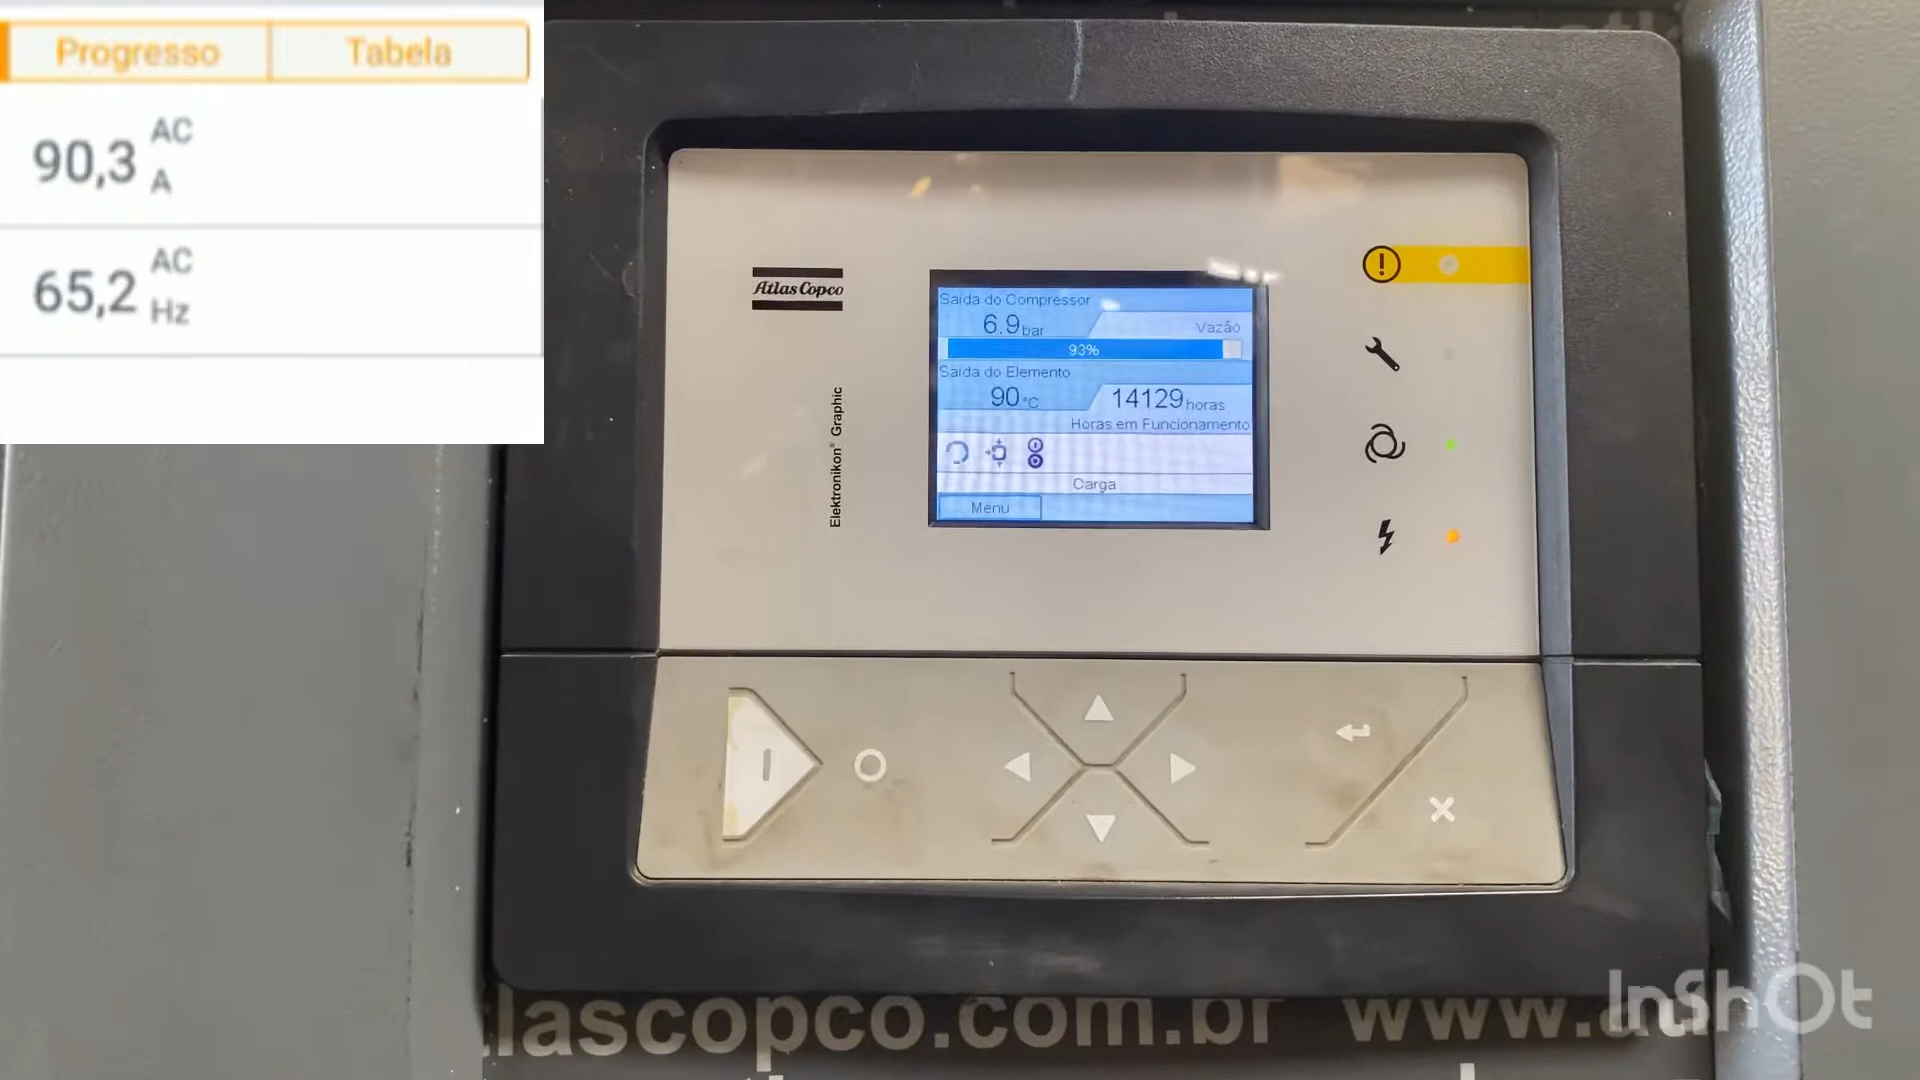 Progresso Tabela
90,3 AC A
65,2 AC Hz
Atlas Copco
Elektronikon® Graphic
Saída do Compressor
6.9 bar
Vazão
93%
Saída do Elemento
90 °C
14129 horas
Horas em Funcionamento
Carga
Menu
tlascopco.com.br www.a
InShOt